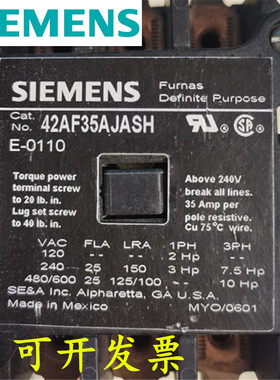 EMENS
SIEMENS
Furnas
Definite Purpose
Cat.
No. 42AF35AJASH
E-0110
Torque power
terminal screw
to 20 lb. in.
Lug set screw
to 40 lb. in.
Above 240V
break all lines.
35 Amp per
pole resistive.
Cu 75°C wire.
VAC FLA LRA 1PH 3PH
120 -- -- 2 Hp --
240 25 150 3 Hp 7.5 Hp
480/600 25 125/100 -- 10 Hp
SE&A Inc. Alpharetta, GA U.S.A.
Made in Mexico MYO/0601
可开发票